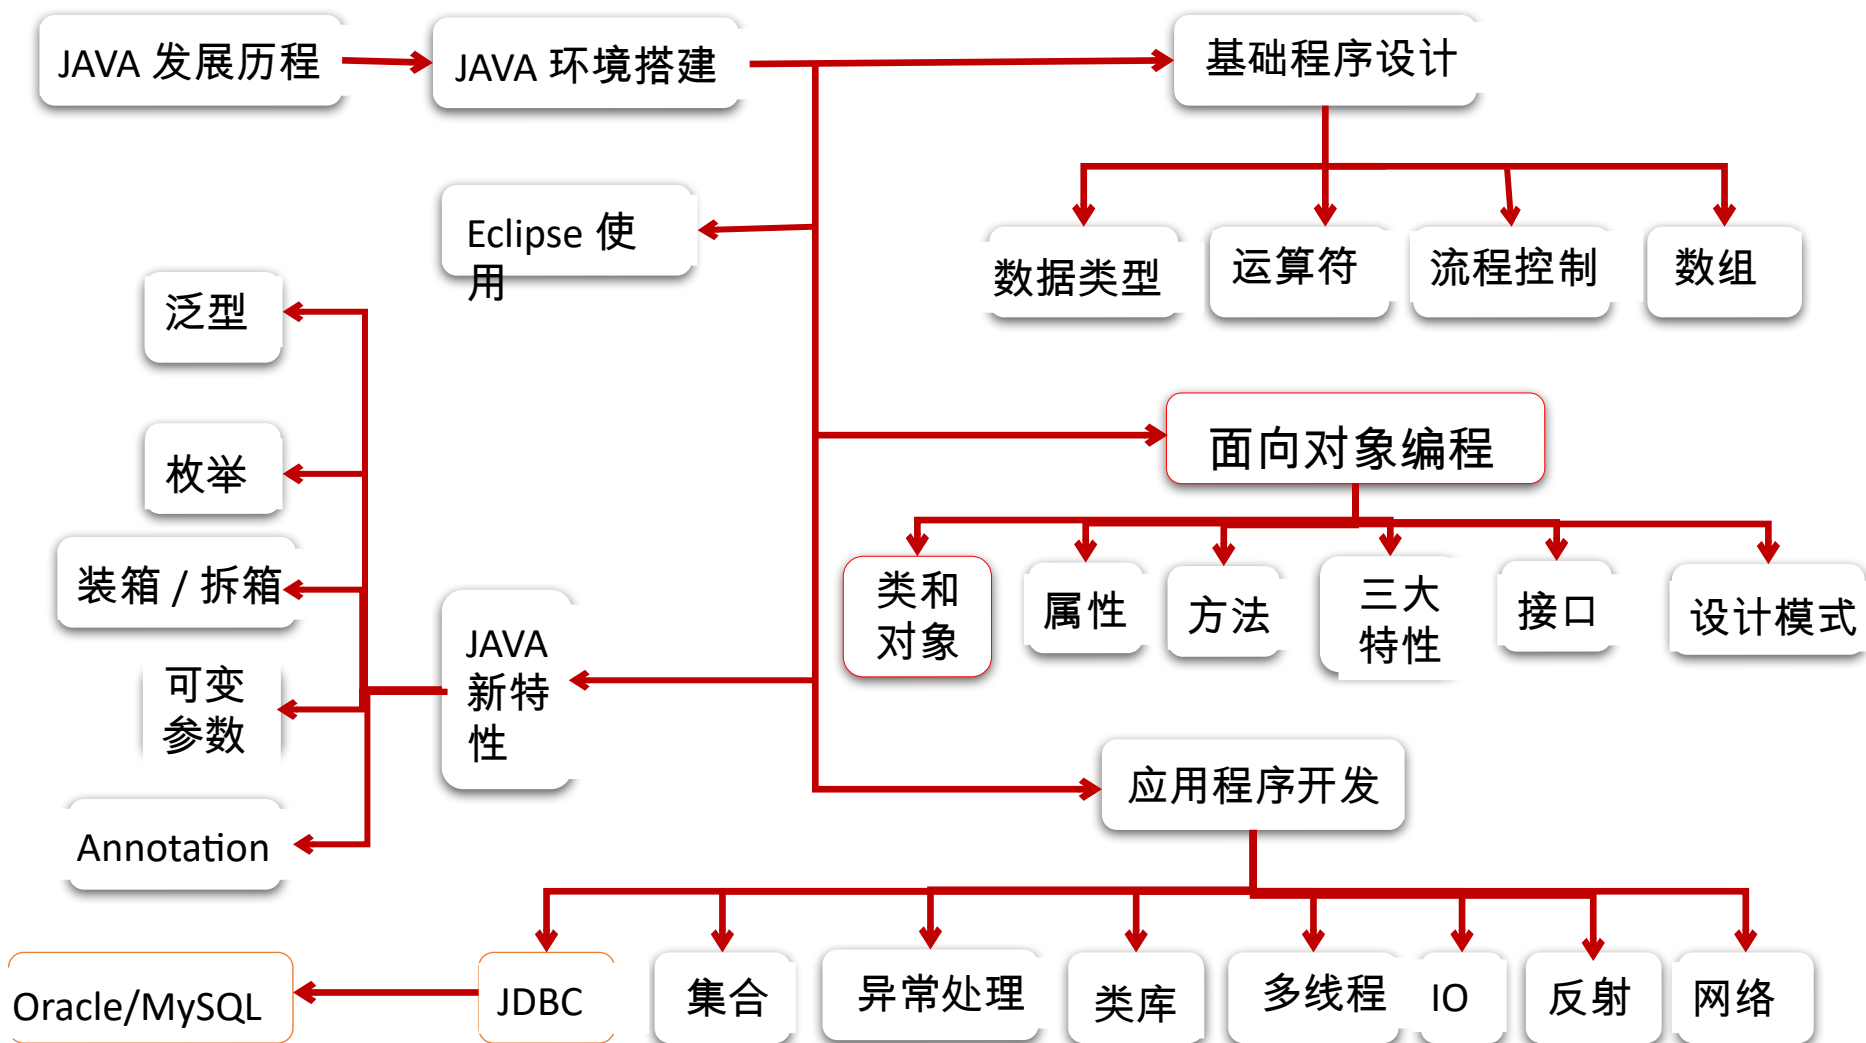 JAVA 发展历程
JAVA 环境搭建
基础程序设计
Eclipse 使
用
数据类型
运算符
流程控制
数组
泛型
枚举
装箱 / 拆箱
可变
参数
Annotation
JAVA
新特
性
面向对象编程
类和
对象
属性
方法
三大
特性
接口
设计模式
应用程序开发
Oracle/MySQL
JDBC
集合
异常处理
类库
多线程
IO
反射
网络